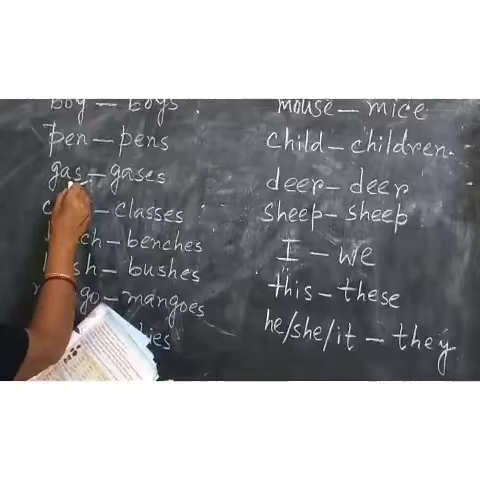 boy – boys
pen – pens
gas – gases
– classes
– benches
– bushes
– mangoes
mouse – mice
child – children
deer – deer
sheep – sheep
I – we
this – these
he/she/it – they